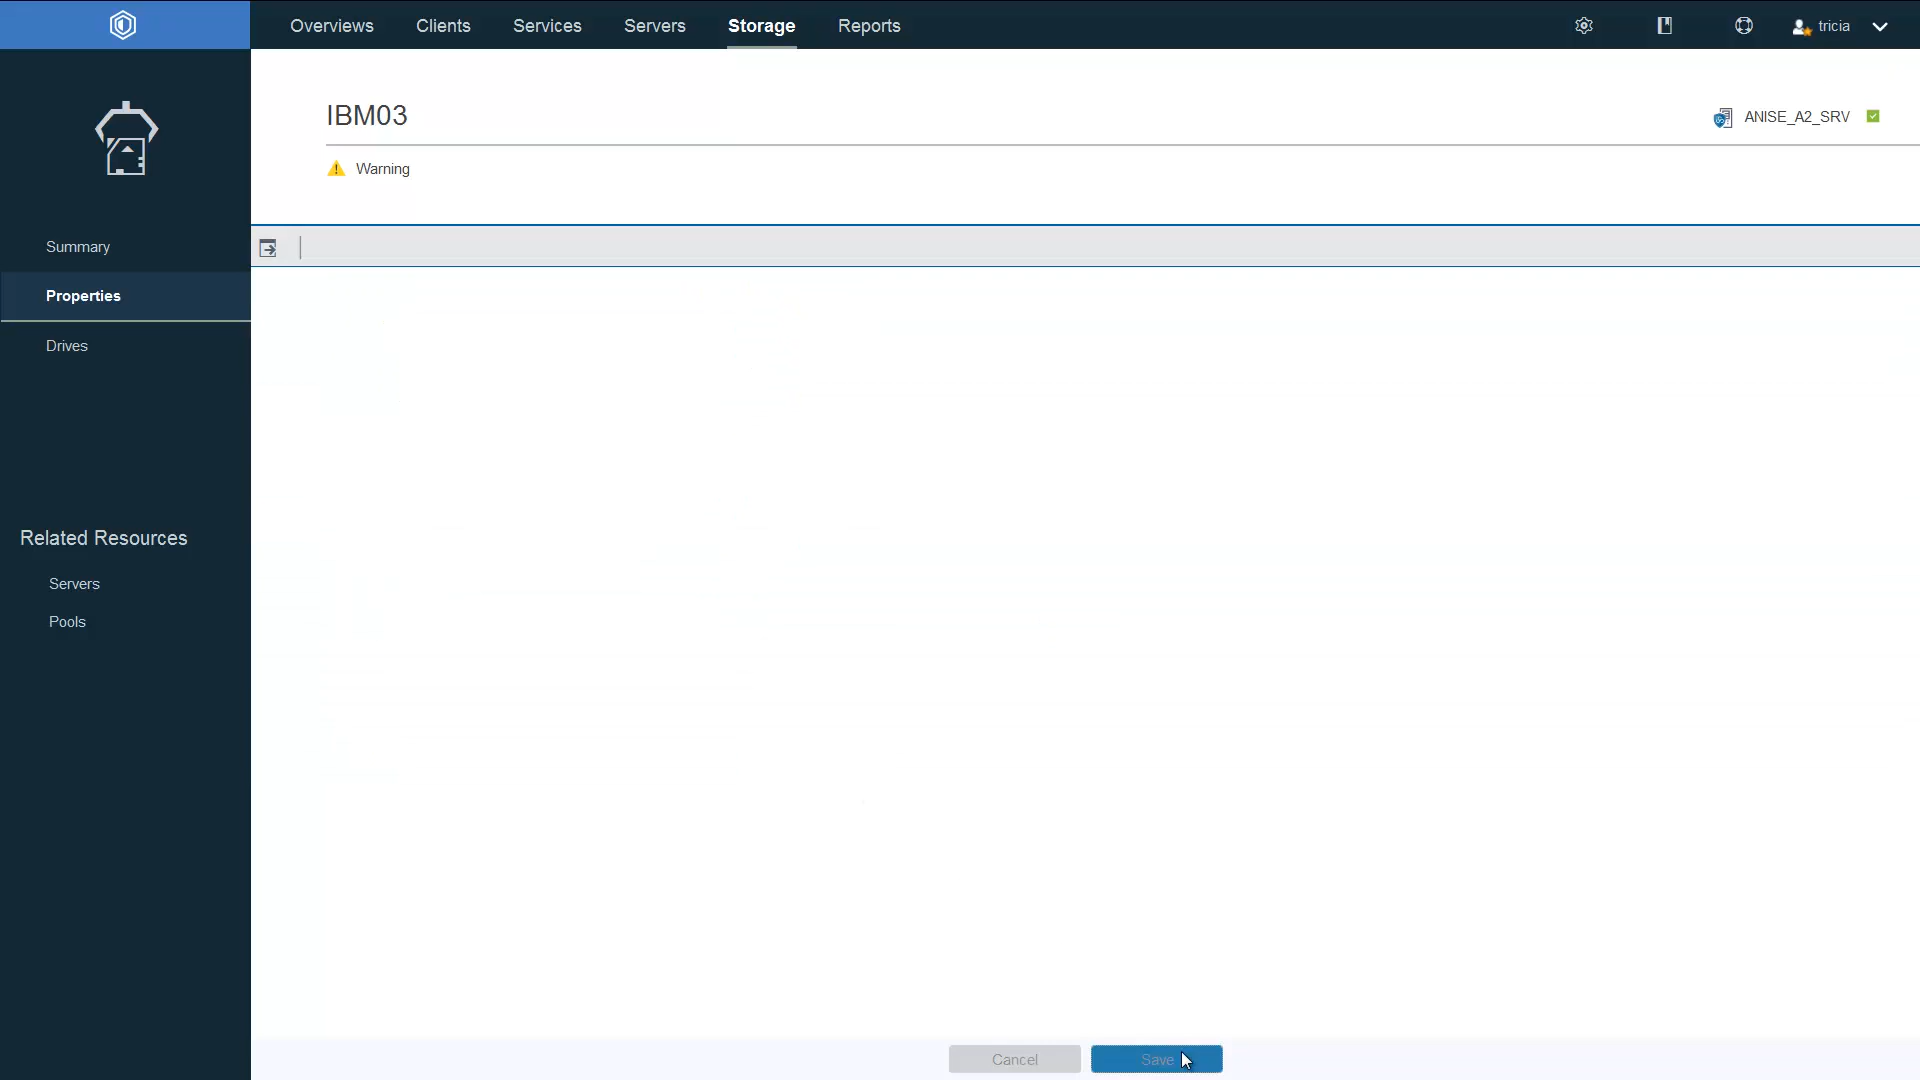 Overviews Clients Services Servers Storage Reports tricia
IBM03
ANISE_A2_SRV
Warning
Summary
Properties
Drives
Related Resources
Servers
Pools
Cancel Save